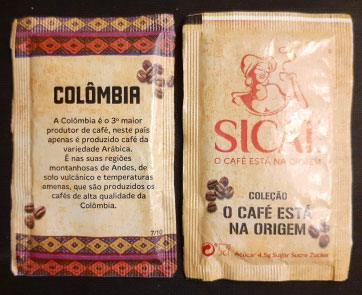 COLÔMBIA
A Colômbia é o 3º maior
produtor de café, neste país
apenas é produzido café da
variedade Arábica.
É nas suas regiões
montanhosas de Andes, de
solo vulcânico e temperaturas
amenas, que são produzidos os
cafés de alta qualidade da
Colômbia.
7/10
SICAL
O CAFÉ ESTÁ NA ORIGEM
COLEÇÃO
O CAFÉ ESTÁ
NA ORIGEM
Açúcar 4,5g Sugar Sucre Zucker